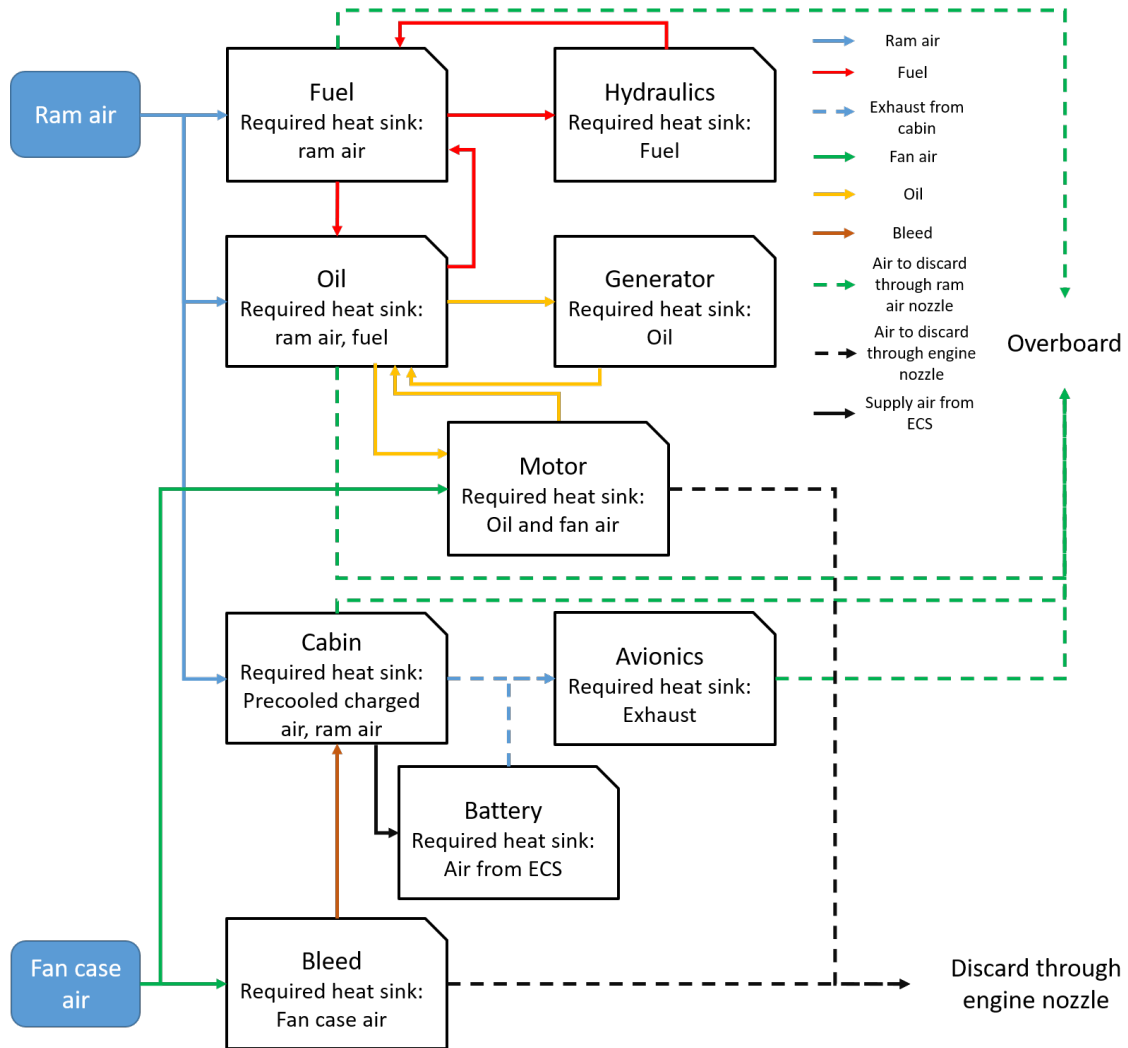 Ram air
Fuel
Required heat sink:
ram air
Hydraulics
Required heat sink:
Fuel
Oil
Required heat sink:
ram air, fuel
Generator
Required heat sink:
Oil
Motor
Required heat sink:
Oil and fan air
Cabin
Required heat sink:
Precooled charged
air, ram air
Avionics
Required heat sink:
Exhaust
Battery
Required heat sink:
Air from ECS
Fan case
air
Bleed
Required heat sink:
Fan case air
Ram air
Fuel
Exhaust from
cabin
Fan air
Oil
Bleed
Air to discard
through ram
air nozzle
Air to discard
through engine
nozzle
Supply air from
ECS
Overboard
Discard through
engine nozzle